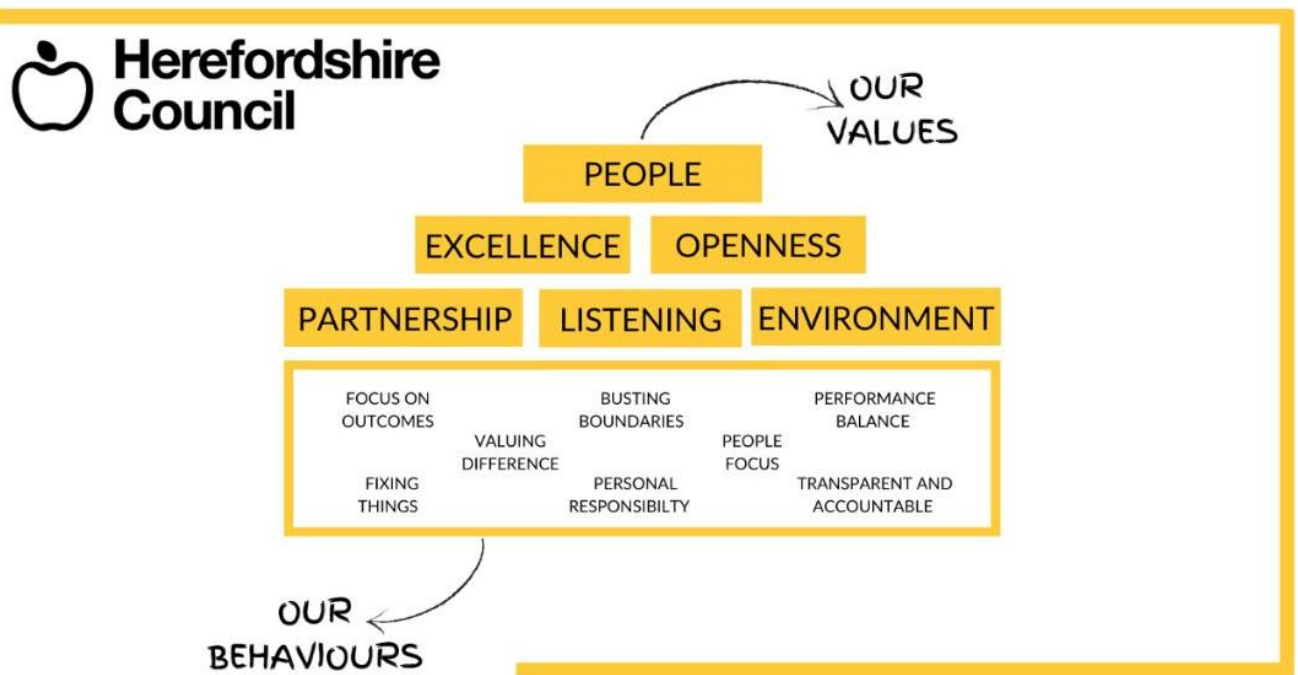 Herefordshire
Council
OUR
VALUES
PEOPLE
EXCELLENCE OPENNESS
PARTNERSHIP LISTENING ENVIRONMENT
FOCUS ON
OUTCOMES
BUSTING
BOUNDARIES
PERFORMANCE
BALANCE
VALUING
DIFFERENCE
PEOPLE
FOCUS
FIXING
THINGS
PERSONAL
RESPONSIBILTY
TRANSPARENT AND
ACCOUNTABLE
OUR
BEHAVIOURS